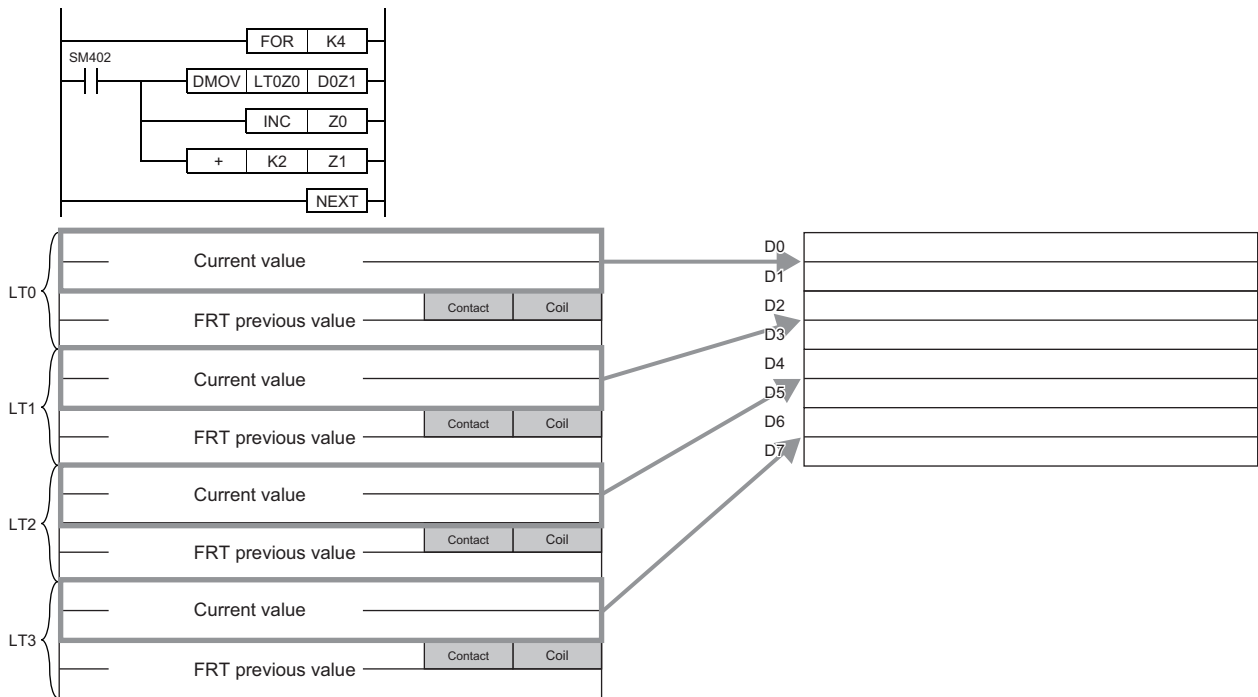 FOR K4
SM402
DMOV LT0Z0 D0Z1
INC Z0
+ K2 Z1
NEXT
LT0
Current value
Contact Coil
FRT previous value
LT1
Current value
Contact Coil
FRT previous value
LT2
Current value
Contact Coil
FRT previous value
LT3
Current value
Contact Coil
FRT previous value
D0
D1
D2
D3
D4
D5
D6
D7